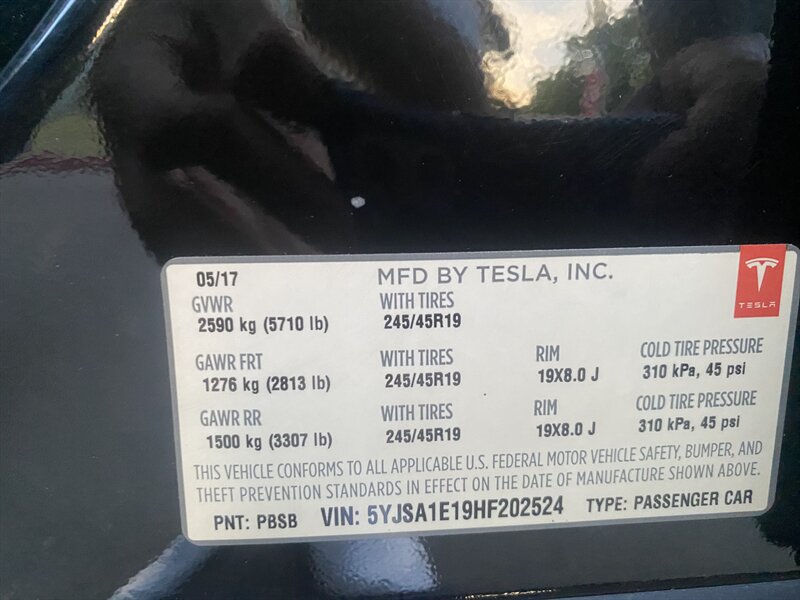 05/17 MFD BY TESLA, INC.
TESLA
GVWR WITH TIRES
2590 kg (5710 lb) 245/45R19
GAWR FRT WITH TIRES RIM COLD TIRE PRESSURE
1276 kg (2813 lb) 245/45R19 19X8.0 J 310 kPa, 45 psi
GAWR RR WITH TIRES RIM COLD TIRE PRESSURE
1500 kg (3307 lb) 245/45R19 19X8.0 J 310 kPa, 45 psi
THIS VEHICLE CONFORMS TO ALL APPLICABLE U.S. FEDERAL MOTOR VEHICLE SAFETY, BUMPER, AND
THEFT PREVENTION STANDARDS IN EFFECT ON THE DATE OF MANUFACTURE SHOWN ABOVE.
PNT: PBSB VIN: 5YJSA1E19HF202524 TYPE: PASSENGER CAR